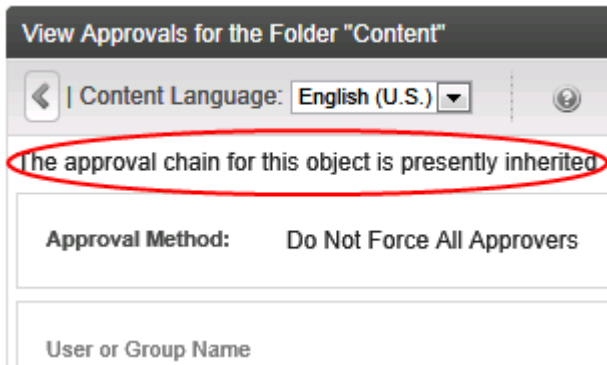 View Approvals for the Folder "Content"
| Content Language: English (U.S.)
The approval chain for this object is presently inherited
Approval Method: Do Not Force All Approvers
User or Group Name